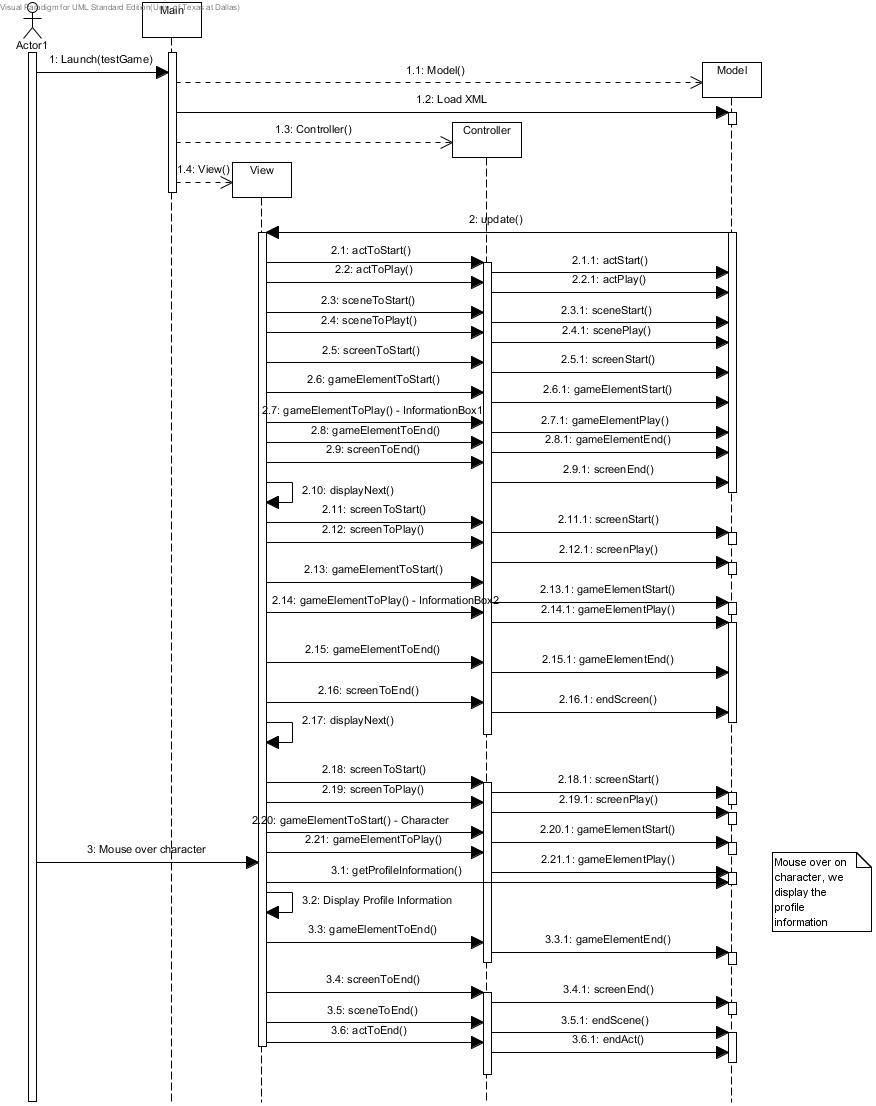 Visual Paradigm for UML Standard Edition(Univ. of Texas at Dallas)
Main
Actor1
1: Launch(testGame)
1.1: Model()
Model
1.2: Load XML
1.3: Controller()
Controller
1.4: View()
View
2: update()
2.1: actToStart()
2.1.1: actStart()
2.2: actToPlay()
2.2.1: actPlay()
2.3: sceneToStart()
2.3.1: sceneStart()
2.4: sceneToPlayt()
2.4.1: scenePlay()
2.5: screenToStart()
2.5.1: screenStart()
2.6: gameElementToStart()
2.6.1: gameElementStart()
2.7: gameElementToPlay() - InformationBox1
2.7.1: gameElementPlay()
2.8: gameElementToEnd()
2.8.1: gameElementEnd()
2.9: screenToEnd()
2.9.1: screenEnd()
2.10: displayNext()
2.11: screenToStart()
2.11.1: screenStart()
2.12: screenToPlay()
2.12.1: screenPlay()
2.13: gameElementToStart()
2.13.1: gameElementStart()
2.14: gameElementToPlay() - InformationBox2
2.14.1: gameElementPlay()
2.15: gameElementToEnd()
2.15.1: gameElementEnd()
2.16: screenToEnd()
2.16.1: endScreen()
2.17: displayNext()
2.18: screenToStart()
2.18.1: screenStart()
2.19: screenToPlay()
2.19.1: screenPlay()
2.20: gameElementToStart() - Character
2.20.1: gameElementStart()
2.21: gameElementToPlay()
2.21.1: gameElementPlay()
3: Mouse over character
3.1: getProfileInformation()
Mouse over on
character, we
display the
profile
information
3.2: Display Profile Information
3.3: gameElementToEnd()
3.3.1: gameElementEnd()
3.4: screenToEnd()
3.4.1: screenEnd()
3.5: sceneToEnd()
3.5.1: endScene()
3.6: actToEnd()
3.6.1: endAct()